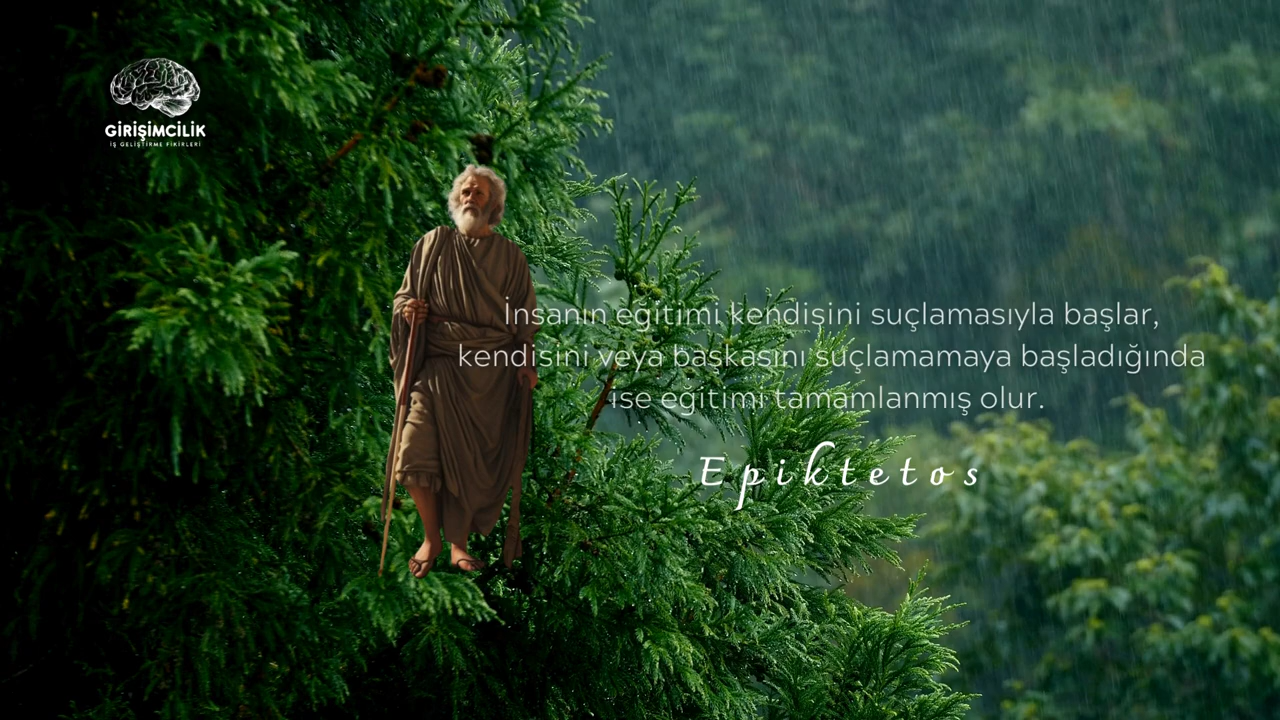 GİRİŞİMCİLİK
İŞ GELİŞTİRME FİKİRLERİ
İnsanın eğitimi kendisini suçlamasıyla başlar,
kendisini veya başkasını suçlamamaya başladığında
ise eğitimi tamamlanmış olur.
Epiktetos